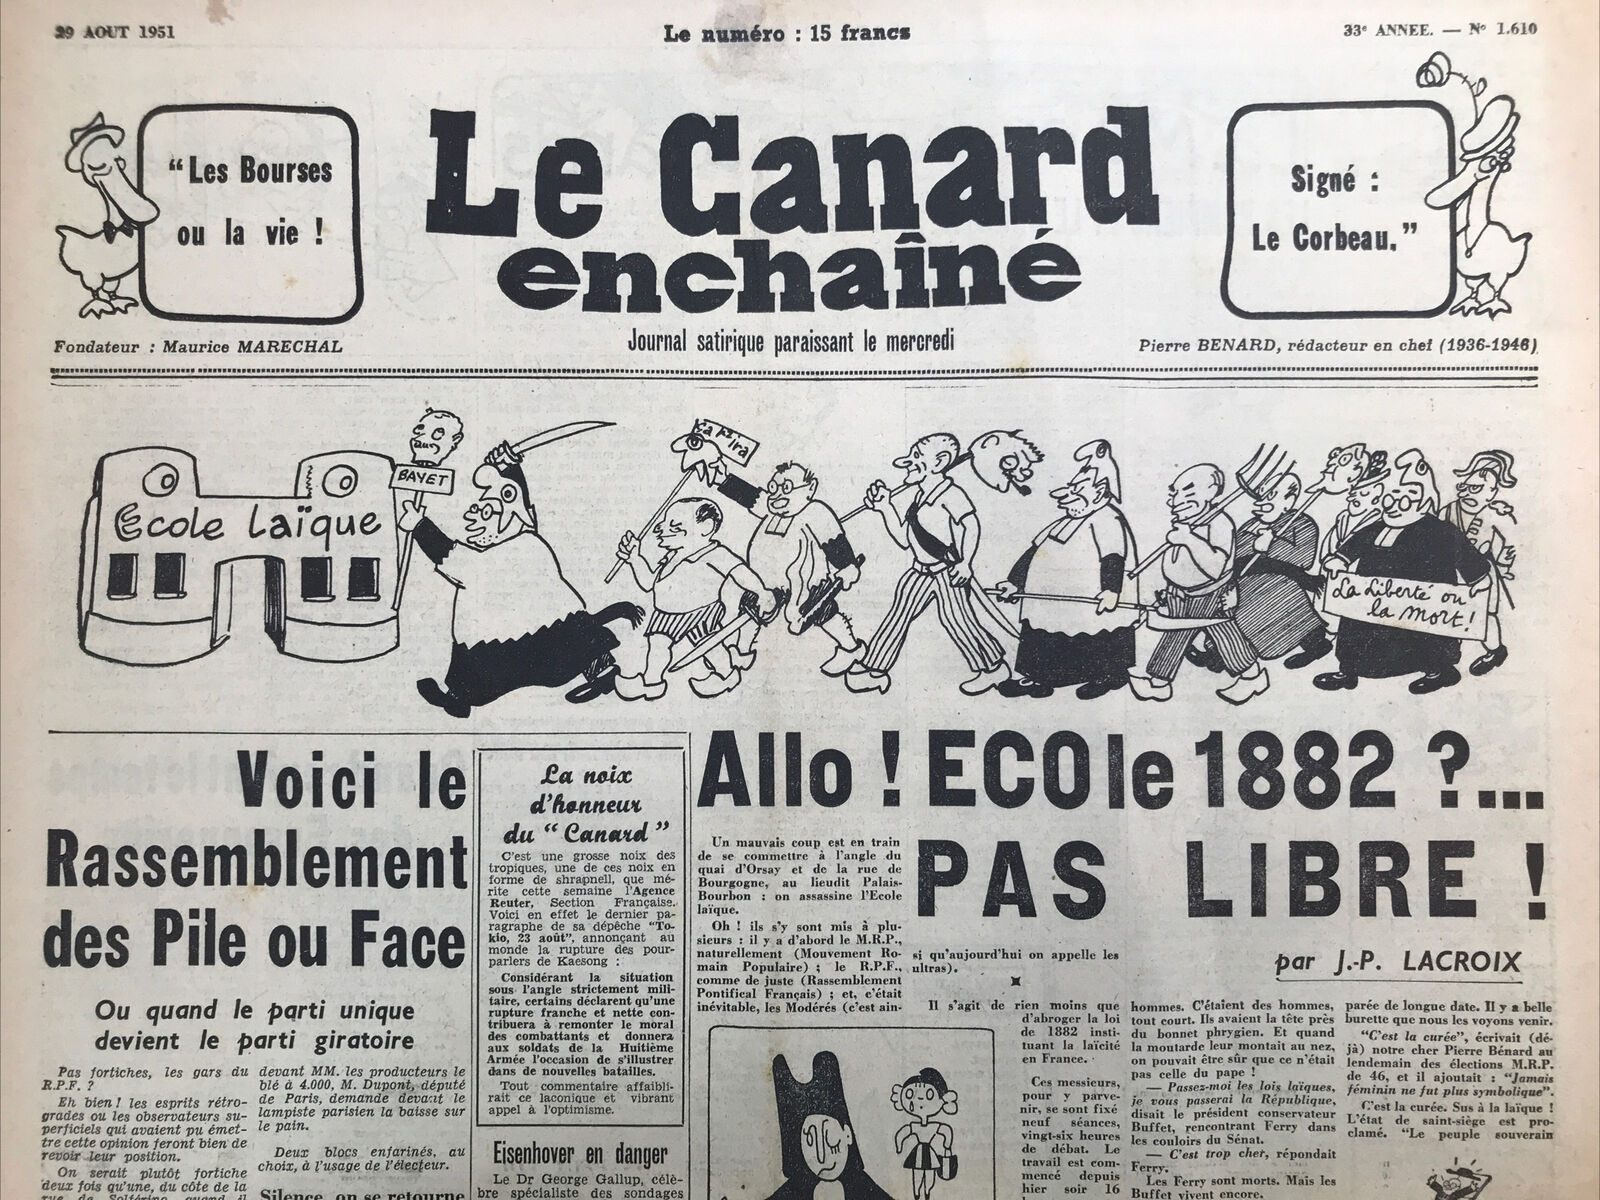 29 AOUT 1951
Le numéro : 15 francs
33e ANNEE. — N° 1.610
“Les Bourses
ou la vie !
Le Canard
enchaîné
Signé :
Le Corbeau.”
Fondateur : Maurice MARECHAL
Journal satirique paraissant le mercredi
Pierre BENARD, rédacteur en chef (1936-1946)
Ecole laïque
BAYET
Ça ira
La Liberté ou
la Mort !
Voici le
Rassemblement
des Pile ou Face
Ou quand le parti unique
devient le parti giratoire
Pas fortiches, les gars du
R.P.F. ?
Eh bien ! les esprits rétro-
grades ou les observateurs su-
perficiels qui avaient pu émet-
tre cette opinion feront bien de
revoir leur position.
On serait plutôt fortiche
deux fois qu'une, du côte de la
rue de Solférino, quand il
devant MM. les producteurs le
blé à 4.000, M. Dupont, député
de Paris, demande devant le
lampiste parisien la baisse sur
le pain.
Deux blocs enfarinés, au
choix, à l'usage de l'électeur.
Silence, on se retourne
La noix
d'honneur
du “Canard”
C'est une grosse noix des
tropiques, une de ces noix en
forme de shrapnell, que mé-
rite cette semaine l'Agence
Reuter, Section Française.
Voici en effet le dernier pa-
ragraphe de sa dépêche “To-
kio, 23 août”, annonçant au
monde la rupture des pour-
parlers de Kaesong :
Considérant la situation
sous l'angle strictement mili-
taire, certains déclarent qu'une
rupture franche et nette con-
tribuera à remonter le moral
des combattants et donnera
aux soldats de la Huitième
Armée l'occasion de s'illustrer
dans de nouvelles batailles.
Tout commentaire affaibli-
rait ce laconique et vibrant
appel à l'optimisme.
Eisenhover en danger
Le Dr George Gallup, célè-
bre spécialiste des sondages
Allo ! ECOle 1882 ?...
PAS LIBRE !
par J.-P. LACROIX
Un mauvais coup est en train
de se commettre à l'angle du
quai d'Orsay et de la rue de
Bourgogne, au lieudit Palais-
Bourbon : on assassine l'Ecole
laïque.
Oh ! ils s'y sont mis à plu-
sieurs : il y a d'abord le M.R.P.,
naturellement (Mouvement Ro-
main Populaire) ; le R.P.F.,
comme de juste (Rassemblement
Pontifical Français) ; et, c'était
inévitable, les Modérés (c'est ain-
si qu'aujourd'hui on appelle les
ultras).
Il s'agit de rien moins que
d'abroger la loi
de 1882 insti-
tuant la laïcité
en France.
Ces messieurs,
pour y parve-
nir, se sont fixé
neuf séances,
vingt-six heures
de débat. Le
travail est com-
mencé depuis
hier soir 16
hommes. C'étaient des hommes,
tout court. Ils avaient la tête près
du bonnet phrygien. Et quand
la moutarde leur montait au nez,
on pouvait être sûr que ce n'était
pas celle du pape !
— Passez-moi les lois laïques,
je vous passerai la République,
disait le président conservateur
Buffet, rencontrant Ferry dans
les couloirs du Sénat.
— C'est trop cher, répondait
Ferry.
Les Ferry sont morts. Mais les
Buffet vivent encore.
parée de longue date. Il y a belle
burette que nous les voyons venir.
“C'est la curée”, écrivait (dé-
jà) notre cher Pierre Bénard au
lendemain des élections M.R.P.
de 46, et il ajoutait : “Jamais
féminin ne fut plus symbolique”.
C'est la curée. Sus à la laïque !
L'état de saint-siège est pro-
clamé. “Le peuple souverain